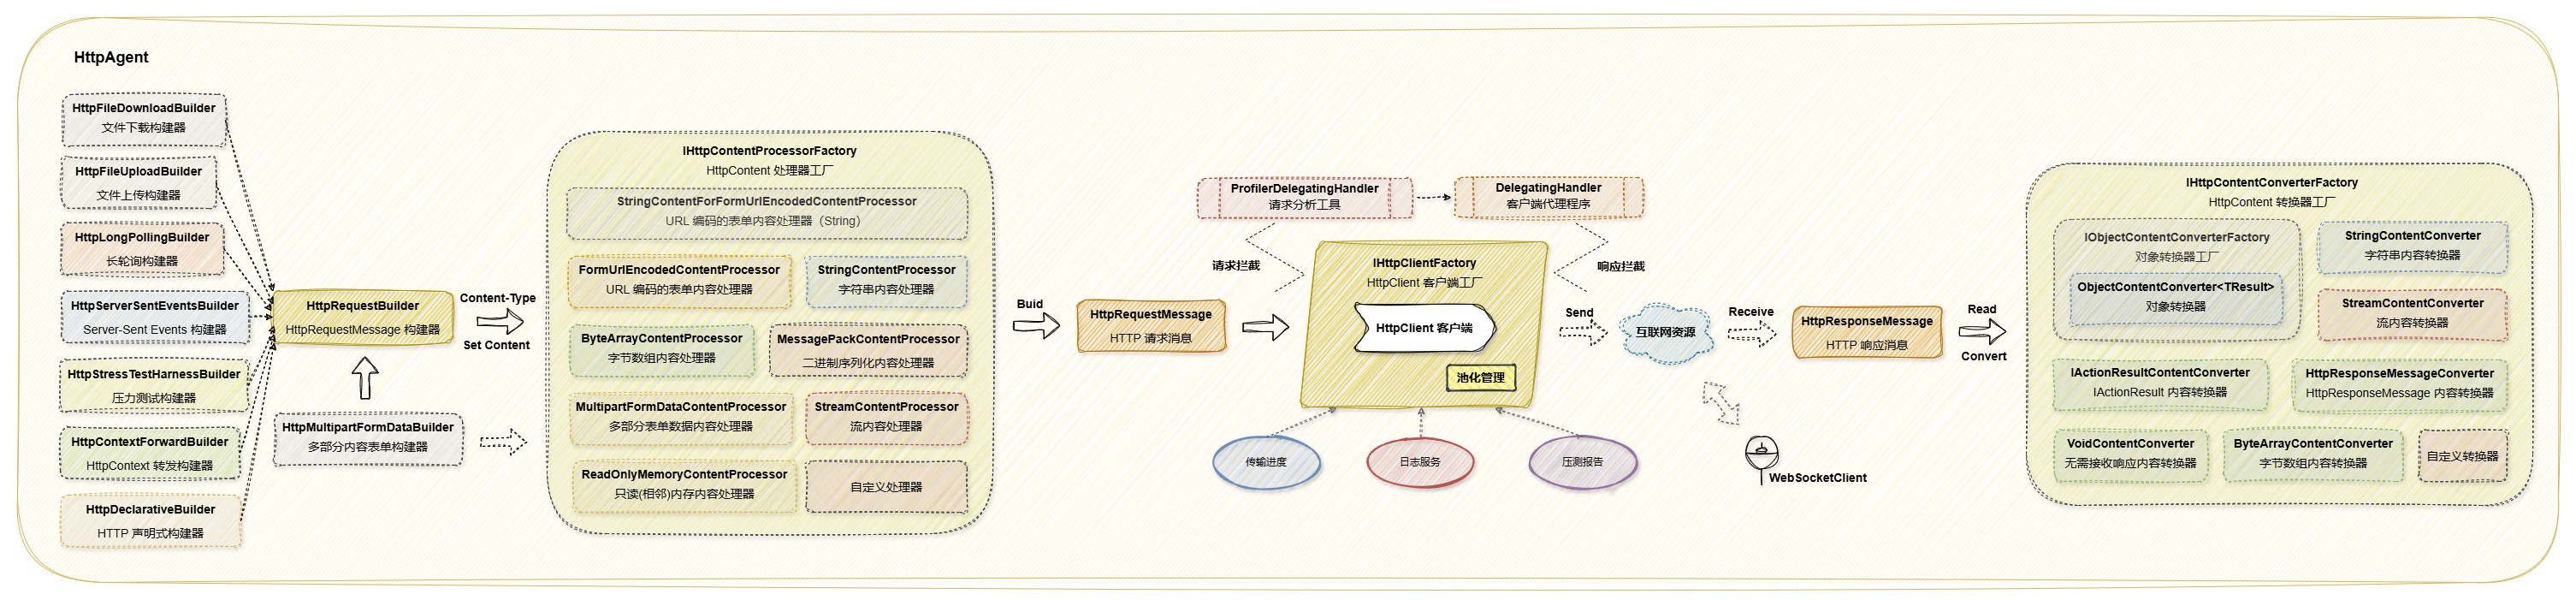 HttpAgent
HttpFileDownloadBuilder
文件下载构建器
HttpFileUploadBuilder
文件上传构建器
HttpLongPollingBuilder
长轮询构建器
HttpServerSentEventsBuilder
Server-Sent Events 构建器
HttpStressTestHarnessBuilder
压力测试构建器
HttpContextForwardBuilder
HttpContext 转发构建器
HttpDeclarativeBuilder
HTTP 声明式构建器
HttpRequestBuilder
HttpRequestMessage 构建器
HttpMultipartFormDataBuilder
多部分内容表单构建器
Content-Type
Set Content
IHttpContentProcessorFactory
HttpContent 处理器工厂
StringContentForFormUrlEncodedContentProcessor
URL 编码的表单内容处理器（String）
FormUrlEncodedContentProcessor
URL 编码的表单内容处理器
StringContentProcessor
字符串内容处理器
ByteArrayContentProcessor
字节数组内容处理器
MessagePackContentProcessor
二进制序列化内容处理器
MultipartFormDataContentProcessor
多部分表单数据内容处理器
StreamContentProcessor
流内容处理器
ReadOnlyMemoryContentProcessor
只读(相邻)内存内容处理器
自定义处理器
Buid
HttpRequestMessage
HTTP 请求消息
ProfilerDelegatingHandler
请求分析工具
DelegatingHandler
客户端代理程序
请求拦截
响应拦截
IHttpClientFactory
HttpClient 客户端工厂
HttpClient 客户端
池化管理
传输进度
日志服务
压测报告
Send
互联网资源
Receive
WebSocketClient
HttpResponseMessage
HTTP 响应消息
Read
Convert
IHttpContentConverterFactory
HttpContent 转换器工厂
IObjectContentConverterFactory
对象转换器工厂
ObjectContentConverter<TResult>
对象转换器
StringContentConverter
字符串内容转换器
StreamContentConverter
流内容转换器
IActionResultContentConverter
IActionResult 内容转换器
HttpResponseMessageConverter
HttpResponseMessage 内容转换器
VoidContentConverter
无需接收响应内容转换器
ByteArrayContentConverter
字节数组内容转换器
自定义转换器